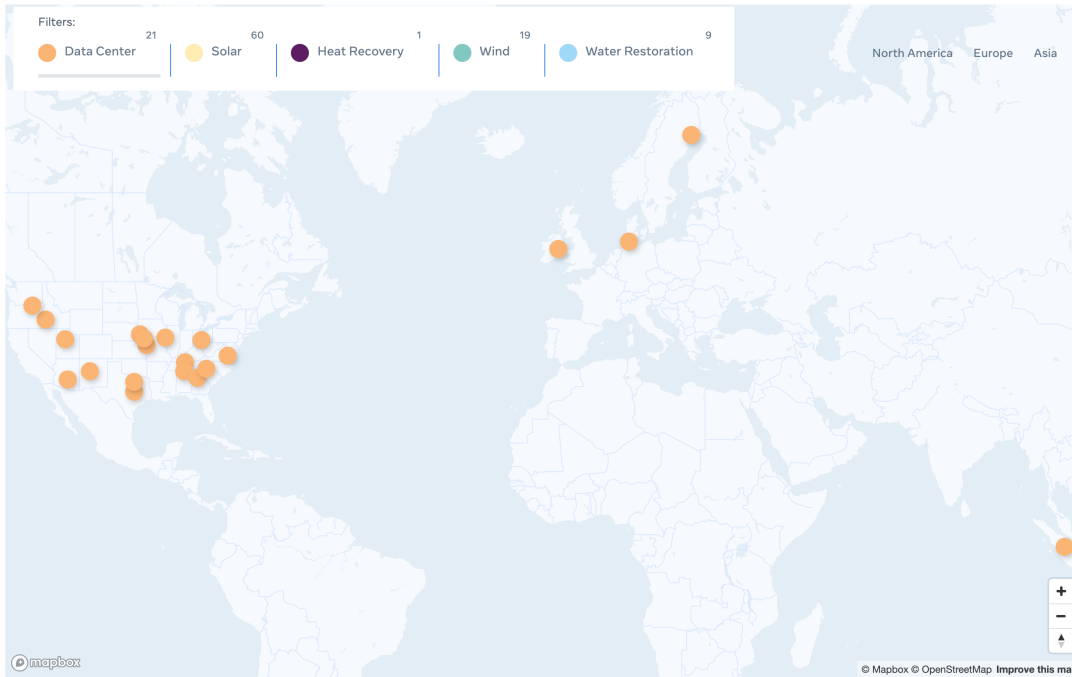 Filters:
21 60 1 19 9
Data Center Solar Heat Recovery Wind Water Restoration
North America Europe Asia
+
−
mapbox
© Mapbox © OpenStreetMap Improve this ma